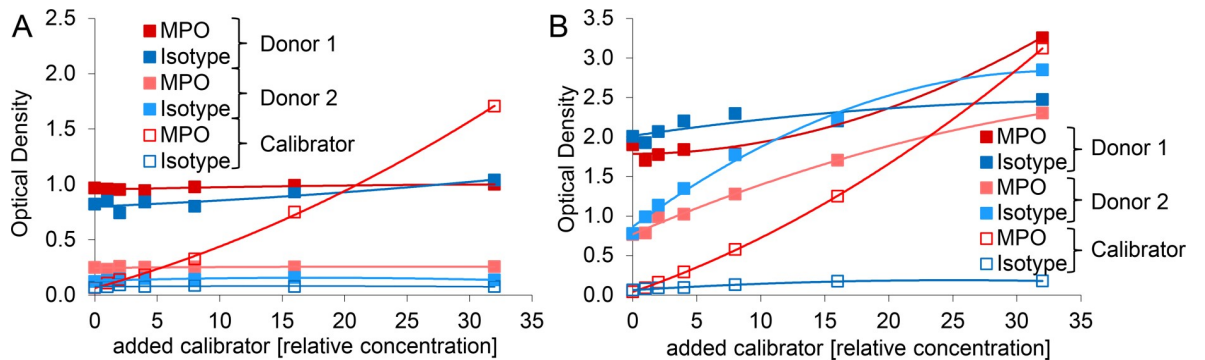 A
Optical Density
2.5
2.0
1.5
1.0
0.5
0.0
0 5 10 15 20 25 30 35
added calibrator [relative concentration]
MPO
Isotype
Donor 1
MPO
Isotype
Donor 2
MPO
Isotype
Calibrator
B
Optical Density
3.5
3.0
2.5
2.0
1.5
1.0
0.5
0.0
0 5 10 15 20 25 30 35
added calibrator [relative concentration]
MPO
Isotype
Donor 1
MPO
Isotype
Donor 2
MPO
Isotype
Calibrator